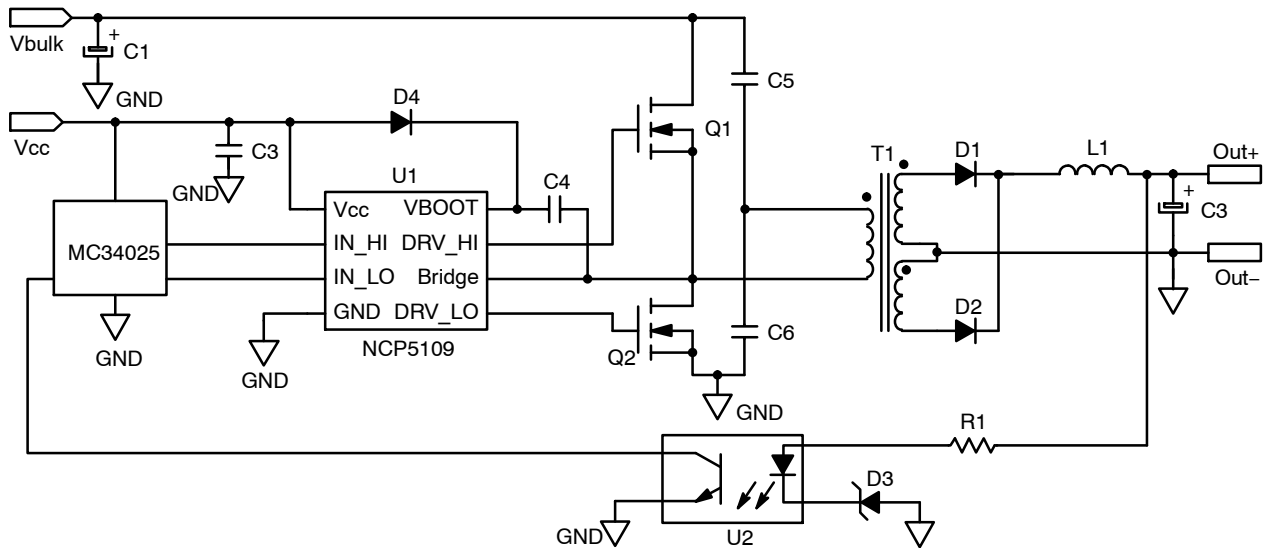 Vbulk
+
C1
GND
Vcc
D4
C3
GND
C5
Q1
U1
C4
Vcc VBOOT
IN_HI DRV_HI
IN_LO Bridge
GND DRV_LO
NCP5109
MC34025
GND
GND
Q2
C6
GND
T1
D1
L1
Out+
+
C3
Out−
D2
R1
D3
GND
U2